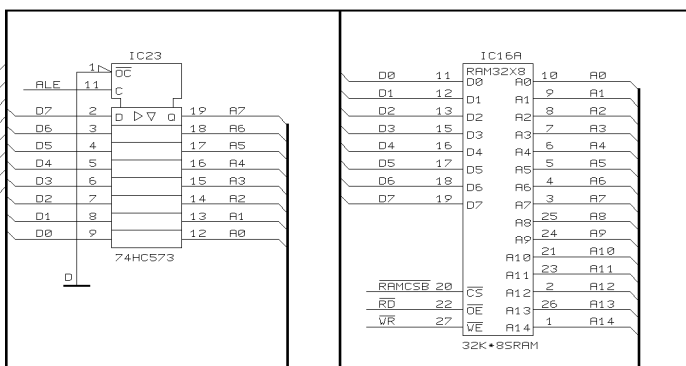 IC23
1 OC
ALE 11 C
D7 2 D ▷▽ Q 19 A7
D6 3 18 A6
D5 4 17 A5
D4 5 16 A4
D3 6 15 A3
D2 7 14 A2
D1 8 13 A1
D0 9 12 A0
74HC573
D
IC16A
RAM32X8
D0 11 D0 A0 10 A0
D1 12 D1 A1 9 A1
D2 13 D2 A2 8 A2
D3 15 D3 A3 7 A3
D4 16 D4 A4 6 A4
D5 17 D5 A5 5 A5
D6 18 D6 A6 4 A6
D7 19 D7 A7 3 A7
A8 25 A8
A9 24 A9
A10 21 A10
A11 23 A11
RAMCSB 20 CS A12 2 A12
RD 22 OE A13 26 A13
WR 27 WE A14 1 A14
32K*8SRAM